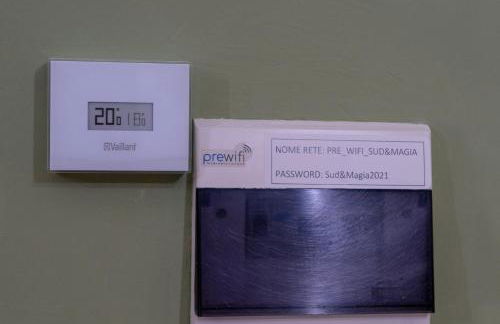 20°
Vaillant
prewifi
NOME RETE: PRE_WIFI_SUD&MAGIA
PASSWORD: Sud&Magia2021